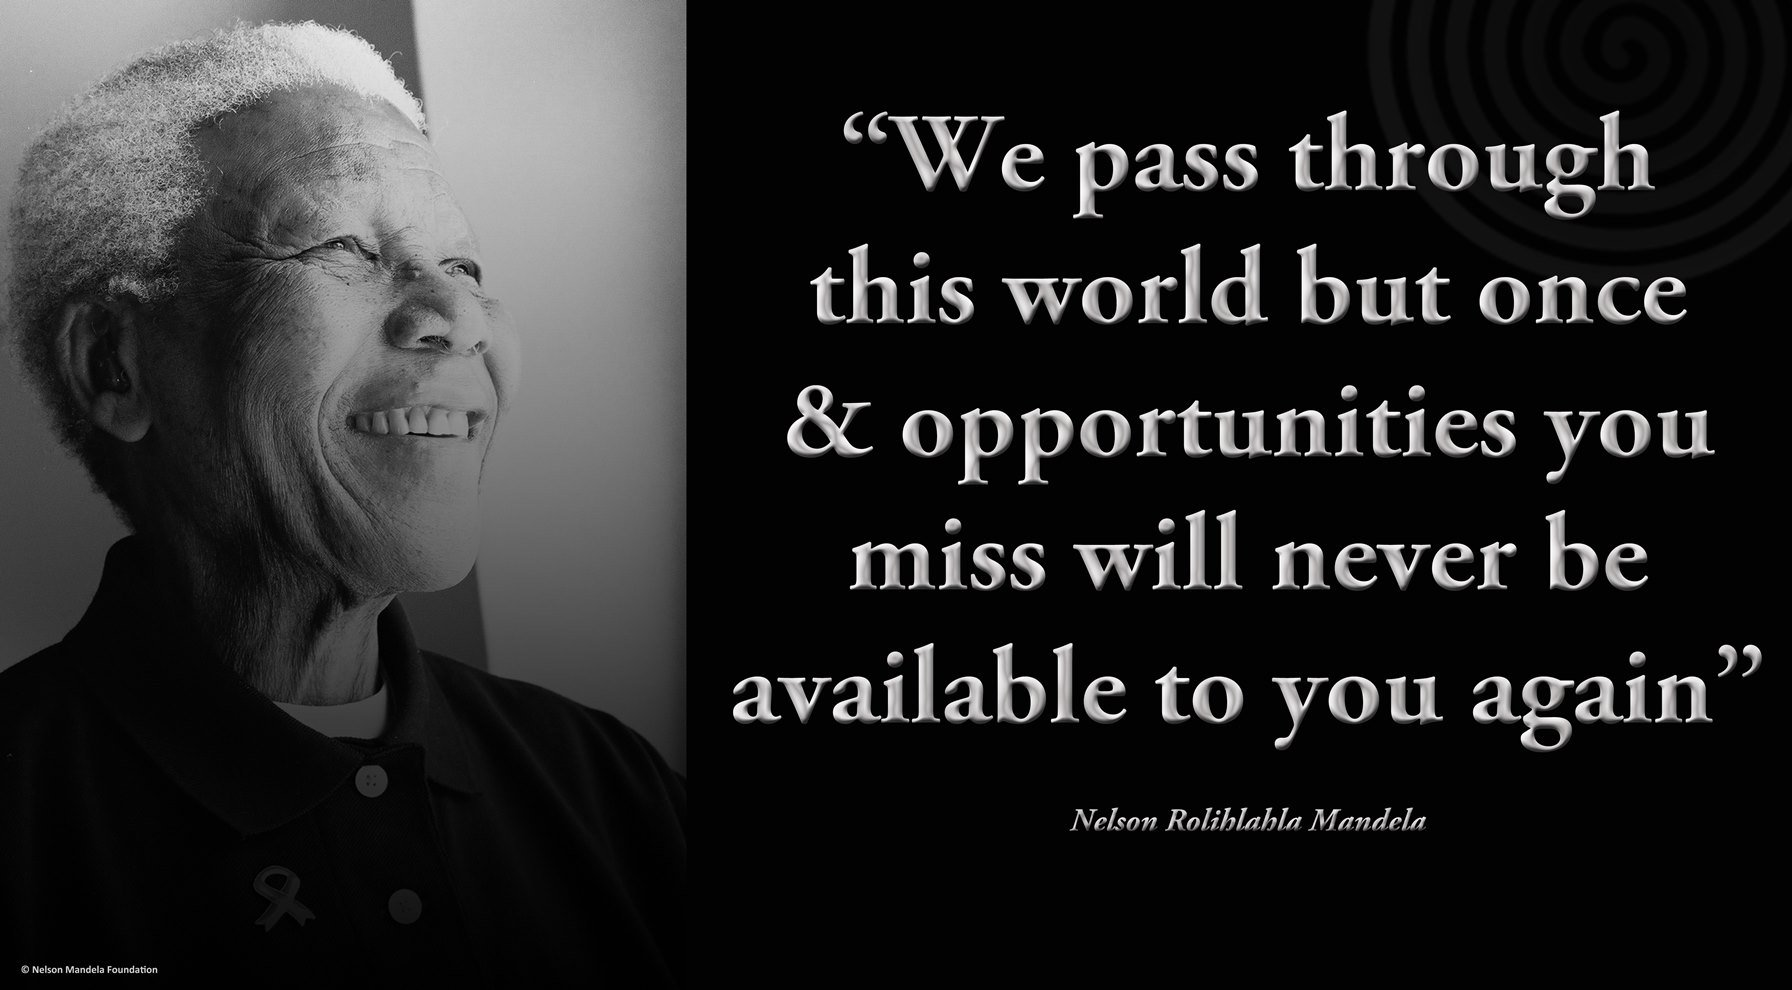 “We pass through
this world but once
& opportunities you
miss will never be
available to you again”
Nelson Rolihlahla Mandela
© Nelson Mandela Foundation